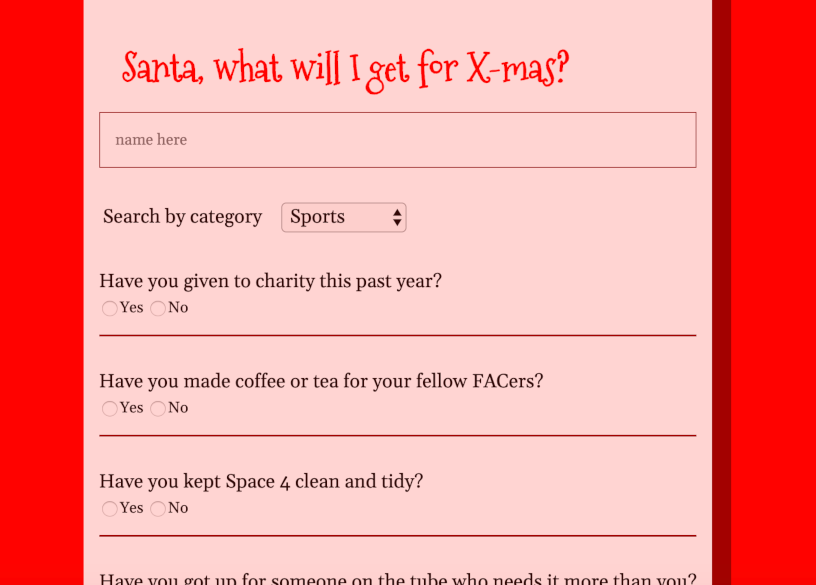 Santa, what will I get for X-mas?
name here
Search by category Sports
Have you given to charity this past year?
Yes No
Have you made coffee or tea for your fellow FACers?
Yes No
Have you kept Space 4 clean and tidy?
Yes No
Have you got up for someone on the tube who needs it more than you?